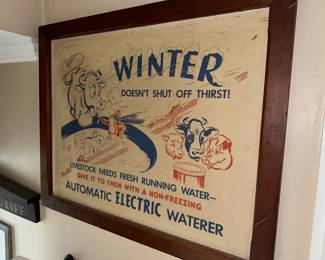 WINTER
DOESN'T SHUT OFF THIRST!
LIVESTOCK NEEDS FRESH RUNNING WATER—
GIVE IT TO THEM WITH A NON-FREEZING
AUTOMATIC ELECTRIC WATERER
LIFE